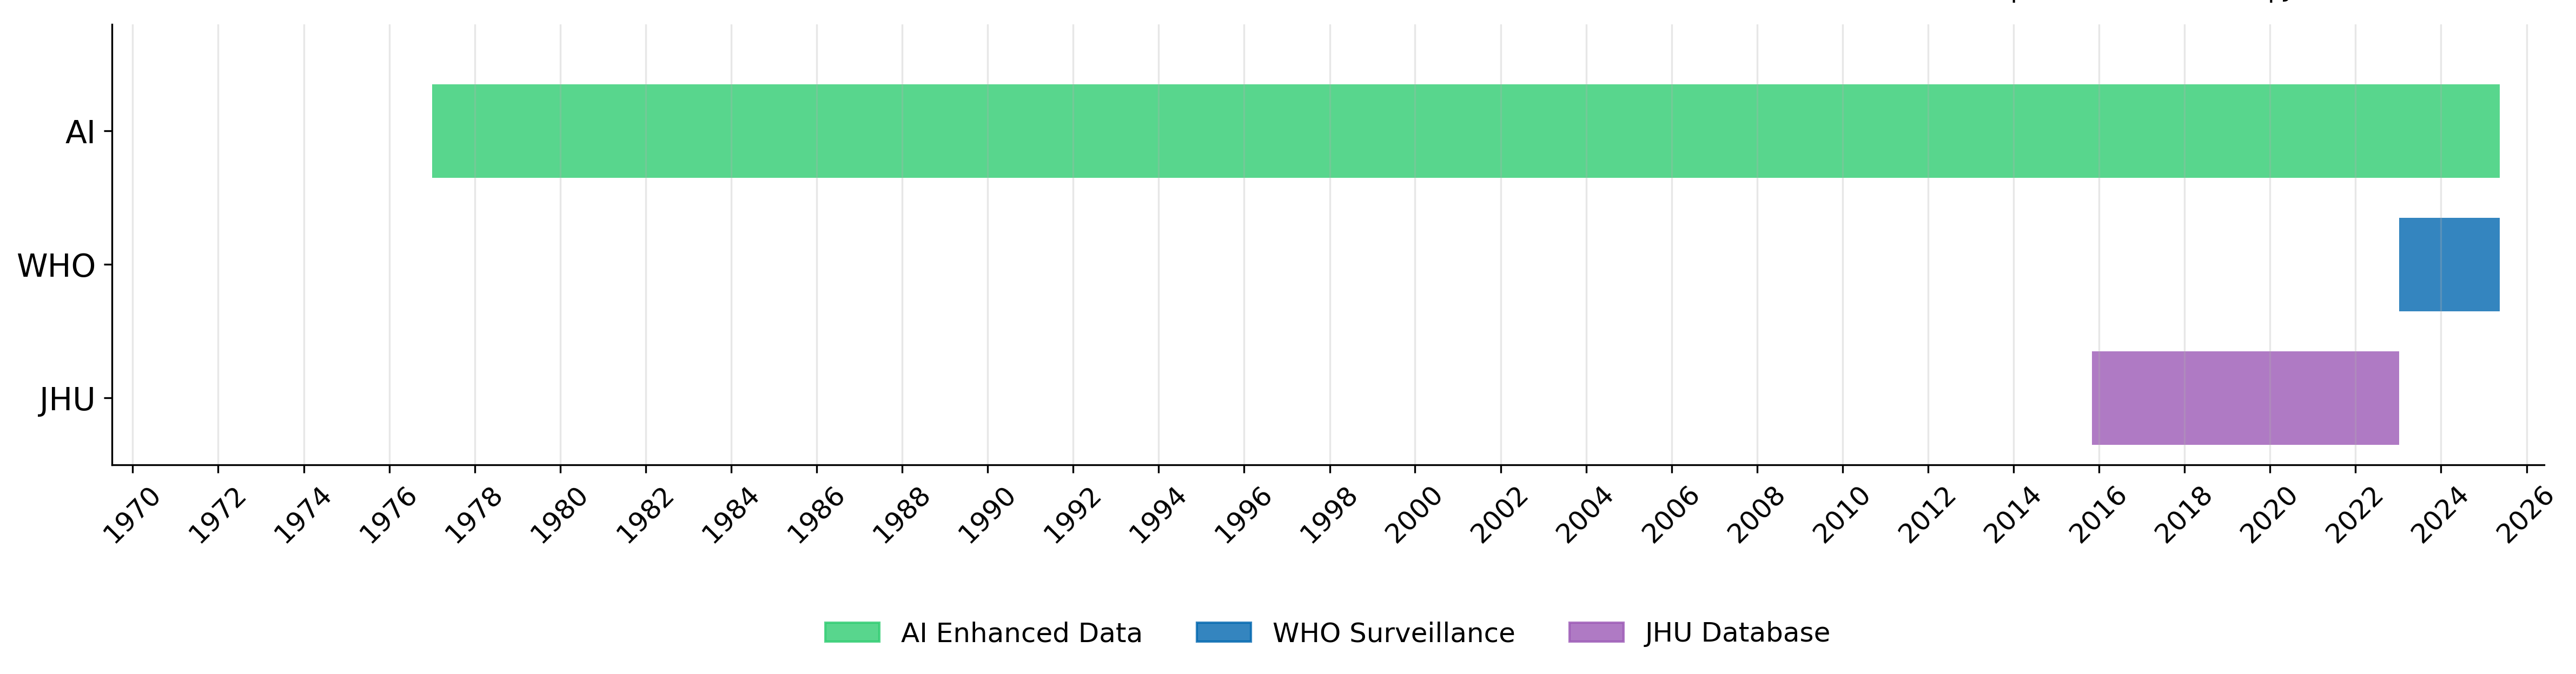 AI
WHO
JHU
1970 1972 1974 1976 1978 1980 1982 1984 1986 1988 1990 1992 1994 1996 1998 2000 2002 2004 2006 2008 2010 2012 2014 2016 2018 2020 2022 2024 2026
AI Enhanced Data WHO Surveillance JHU Database